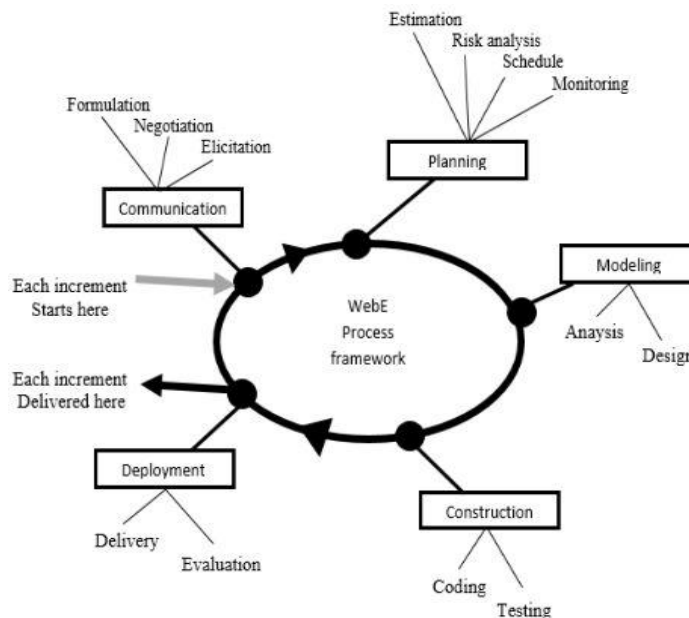 Estimation
Risk analysis
Schedule
Monitoring
Planning
Formulation
Negotiation
Elicitation
Communication
Each increment
Starts here
WebE
Process
framework
Modeling
Anaysis
Design
Each increment
Delivered here
Deployment
Delivery
Evaluation
Construction
Coding
Testing